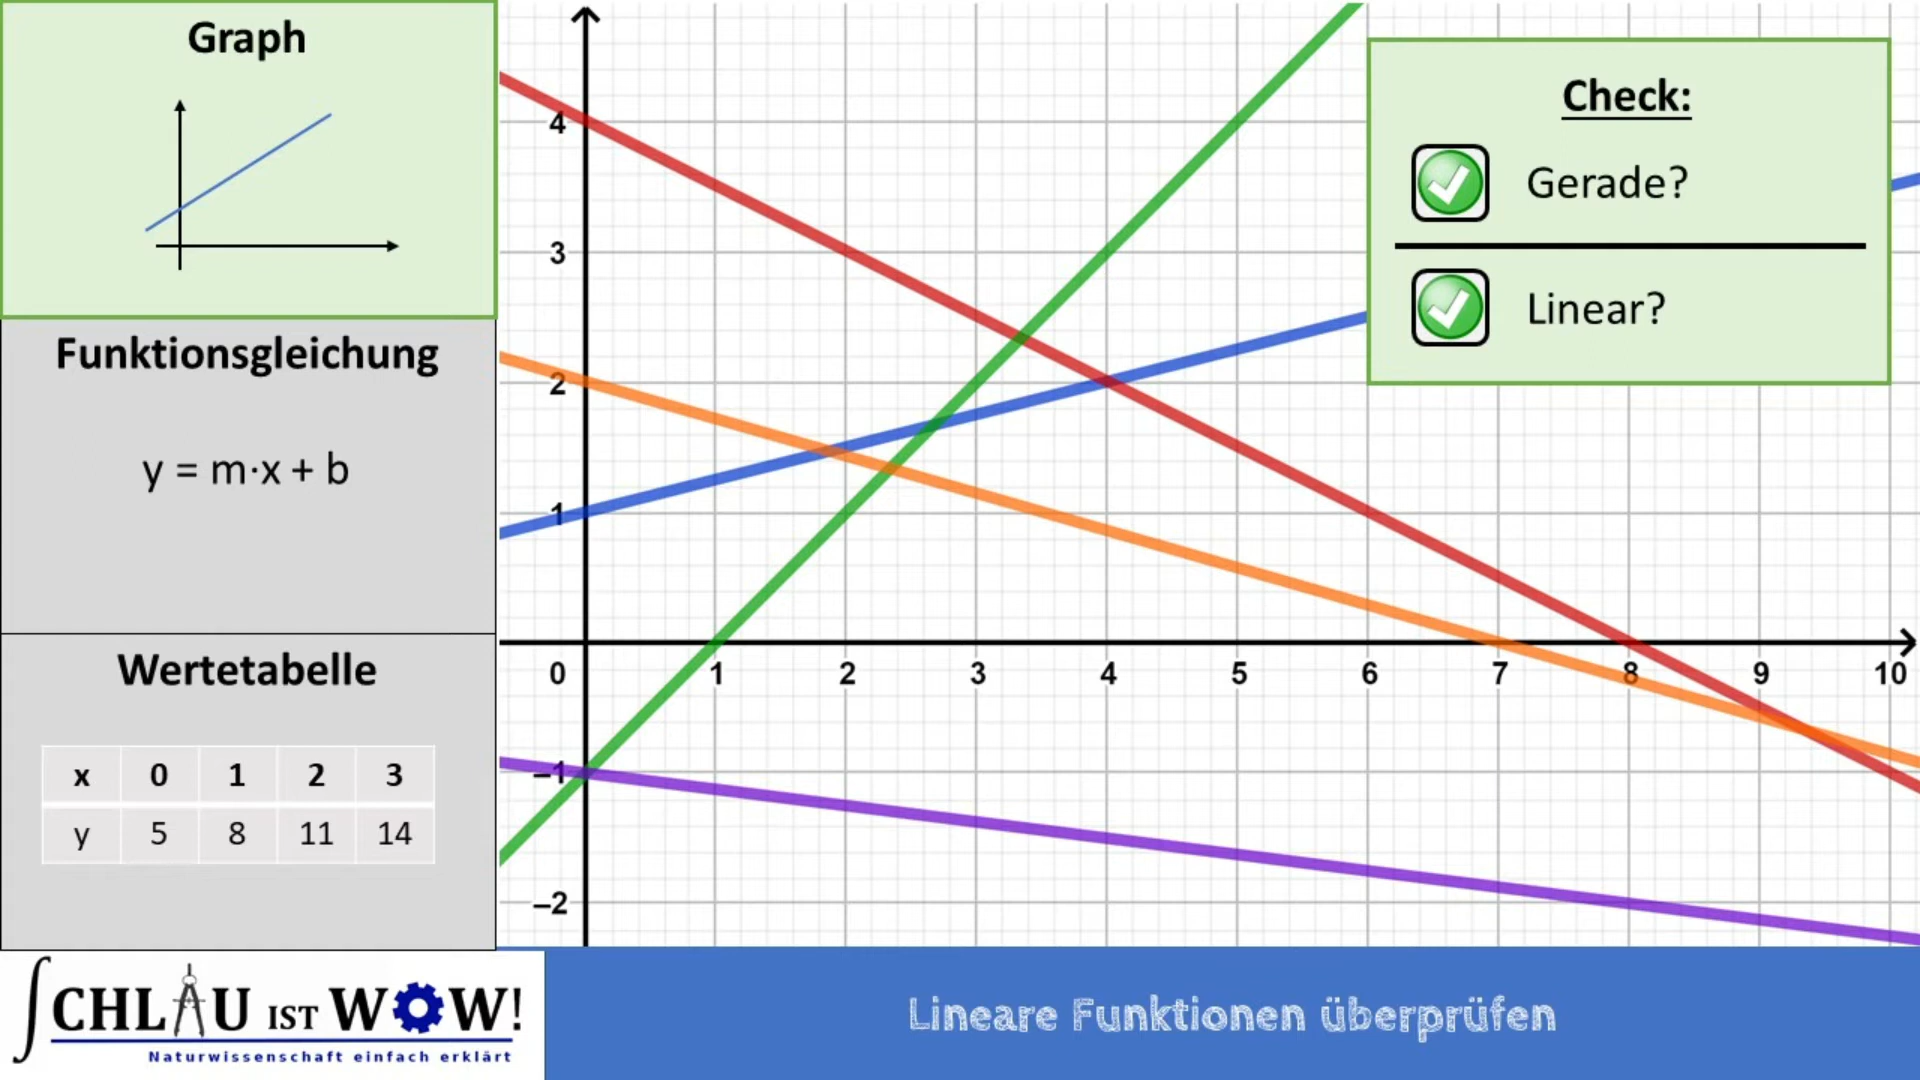 Graph
Funktionsgleichung
y = m·x + b
Wertetabelle
x 0 1 2 3
y 5 8 11 14
4
3
2
1
0 1 2 3 4 5 6 7 8 9 10
–1
–2
Check:
Gerade?
Linear?
SCHLAU IST WOW!
Naturwissenschaft einfach erklärt
Lineare Funktionen überprüfen